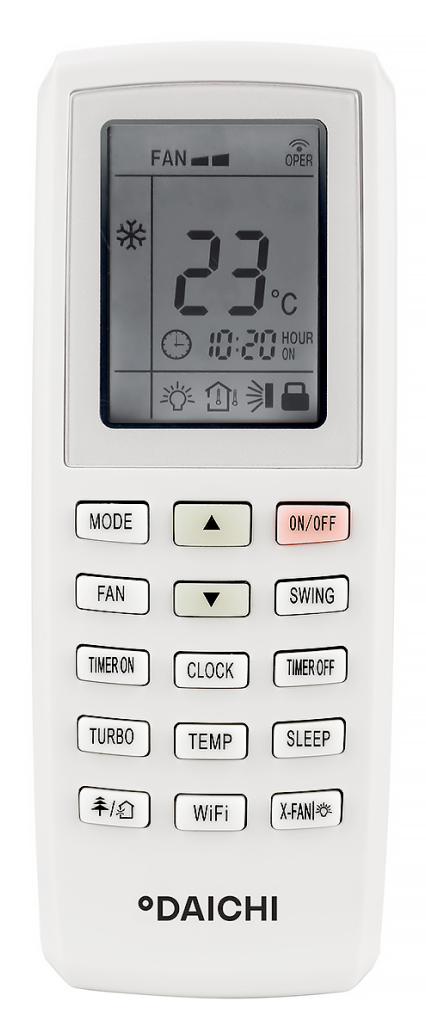 FAN
OPER
23°C
10:20 HOUR ON
MODE ▲ ON/OFF
FAN ▼ SWING
TIMER ON CLOCK TIMER OFF
TURBO TEMP SLEEP
/ WiFi X-FAN|
DAICHI